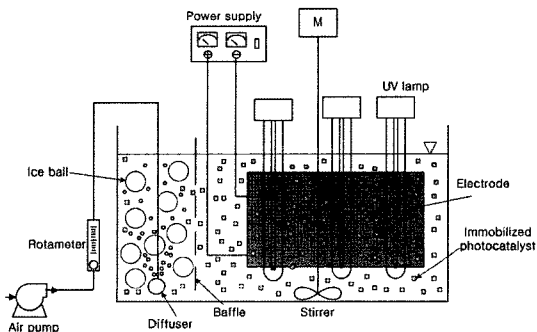 Power supply
M
UV lamp
Ice ball
Electrode
Rotameter
Immobilized
photocatalyst
Baffle
Stirrer
Diffuser
Air pump